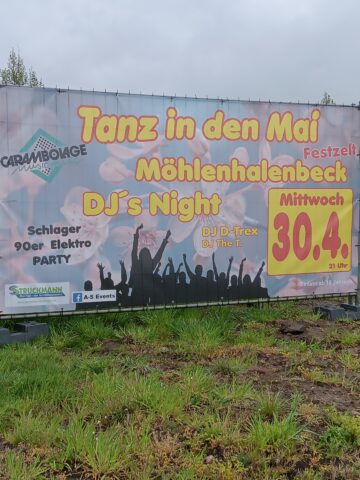 Tanz in den Mai
Festzelt
CARAMBOLAGE
music
Möhlenhalenbeck
DJ´s Night
Mittwoch
30.4.
21 Uhr
DJ D-Trex
DJ The T.
Schlager
90er Elektro
PARTY
STRUCKMANN
A-S Events